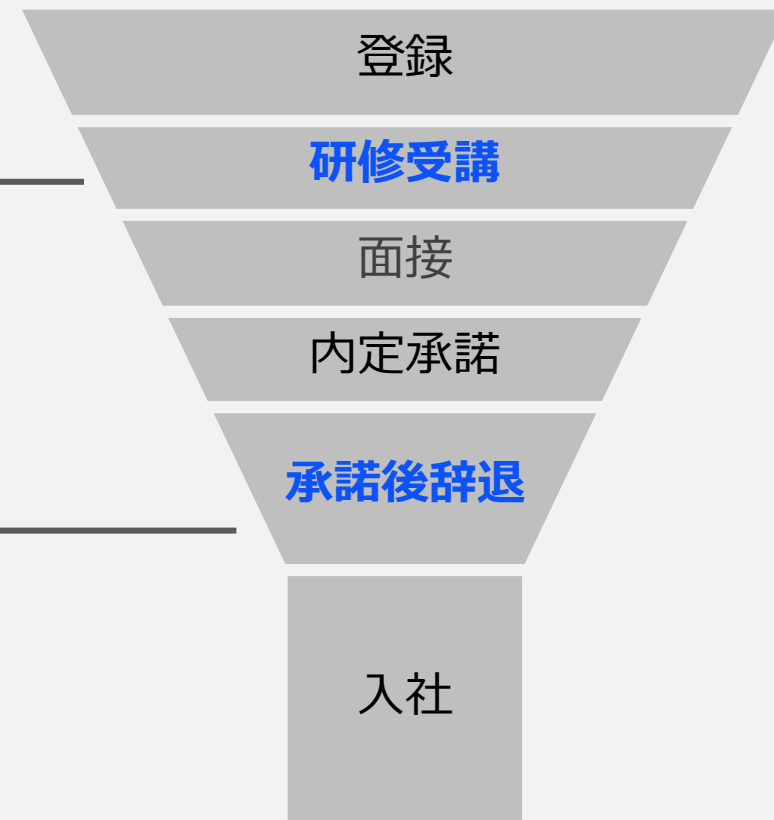 登録
研修受講
面接
内定承諾
承諾後辞退
入社